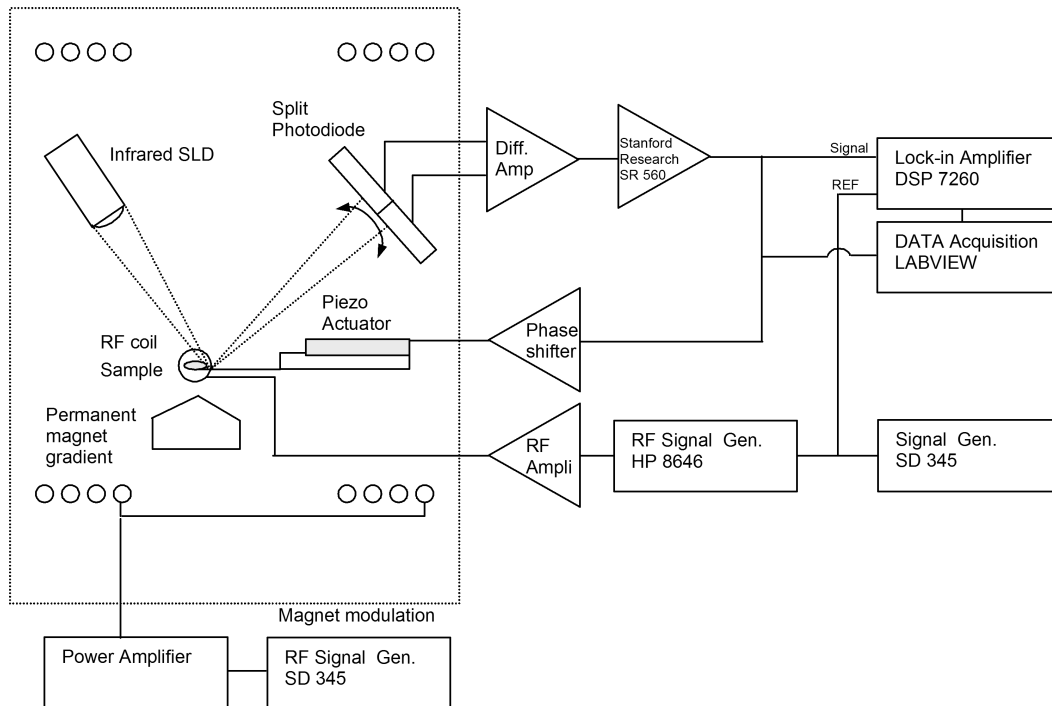 Split
Photodiode
Infrared SLD
Diff.
Amp
Stanford
Research
SR 560
Signal
REF
Lock-in Amplifier
DSP 7260
DATA Acquisition
LABVIEW
Piezo
Actuator
Phase
shifter
RF coil
Sample
Permanent
magnet
gradient
RF
Ampli
RF Signal Gen.
HP 8646
Signal Gen.
SD 345
Magnet modulation
Power Amplifier
RF Signal Gen.
SD 345